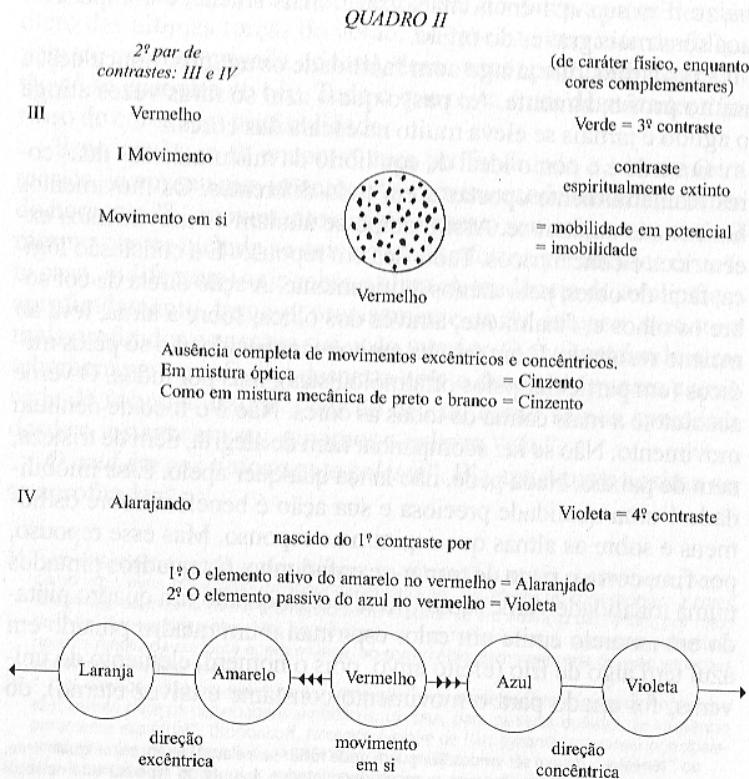 QUADRO II
2º par de
contrastes: III e IV
(de caráter físico, enquanto
cores complementares)
III Vermelho
Verde = 3º contraste
I Movimento
contraste
espiritualmente extinto
Movimento em si
= mobilidade em potencial
= imobilidade
Vermelho
Ausência completa de movimentos excêntricos e concêntricos.
Em mistura óptica = Cinzento
Como em mistura mecânica de preto e branco = Cinzento
IV Alarajando
Violeta = 4º contraste
nascido do 1º contraste por
1º O elemento ativo do amarelo no vermelho = Alaranjado
2º O elemento passivo do azul no vermelho = Violeta
Laranja Amarelo Vermelho Azul Violeta
direção
excêntrica
movimento
em si
direção
concêntrica